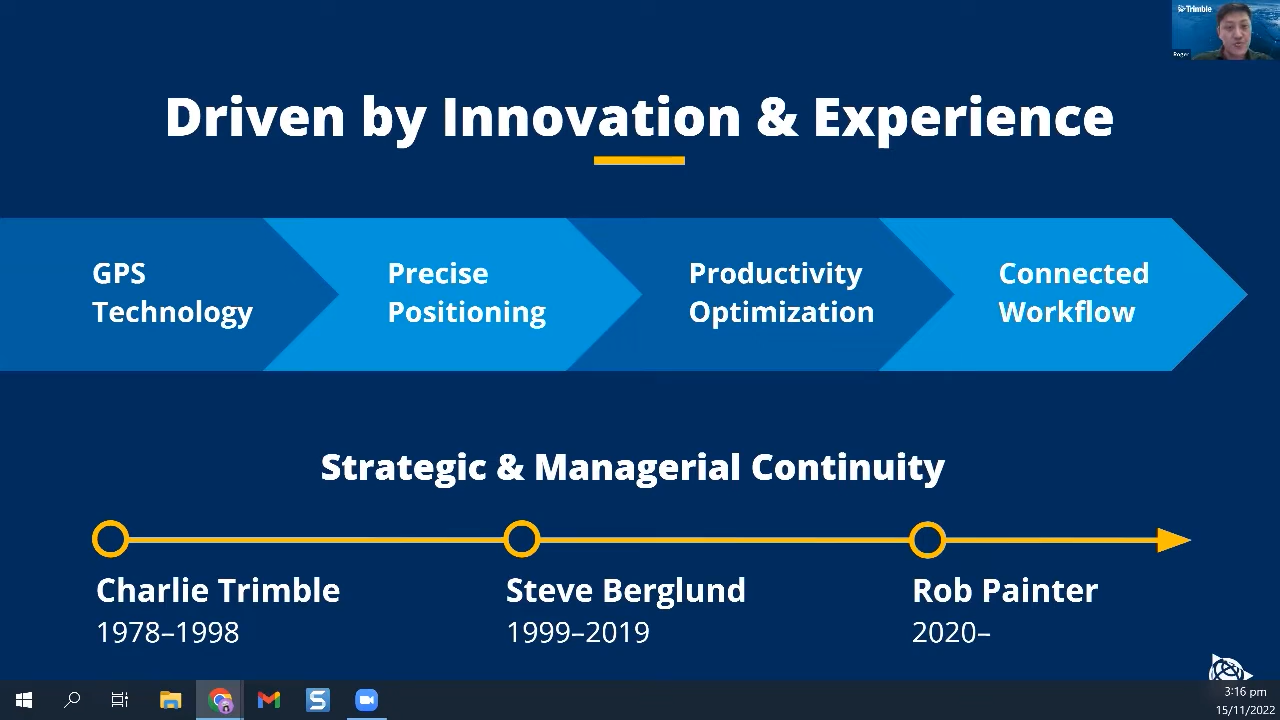 Trimble
Roger
Driven by Innovation & Experience
GPS
Technology
Precise
Positioning
Productivity
Optimization
Connected
Workflow
Strategic & Managerial Continuity
Charlie Trimble
1978–1998
Steve Berglund
1999–2019
Rob Painter
2020–
3:16 pm
15/11/2022